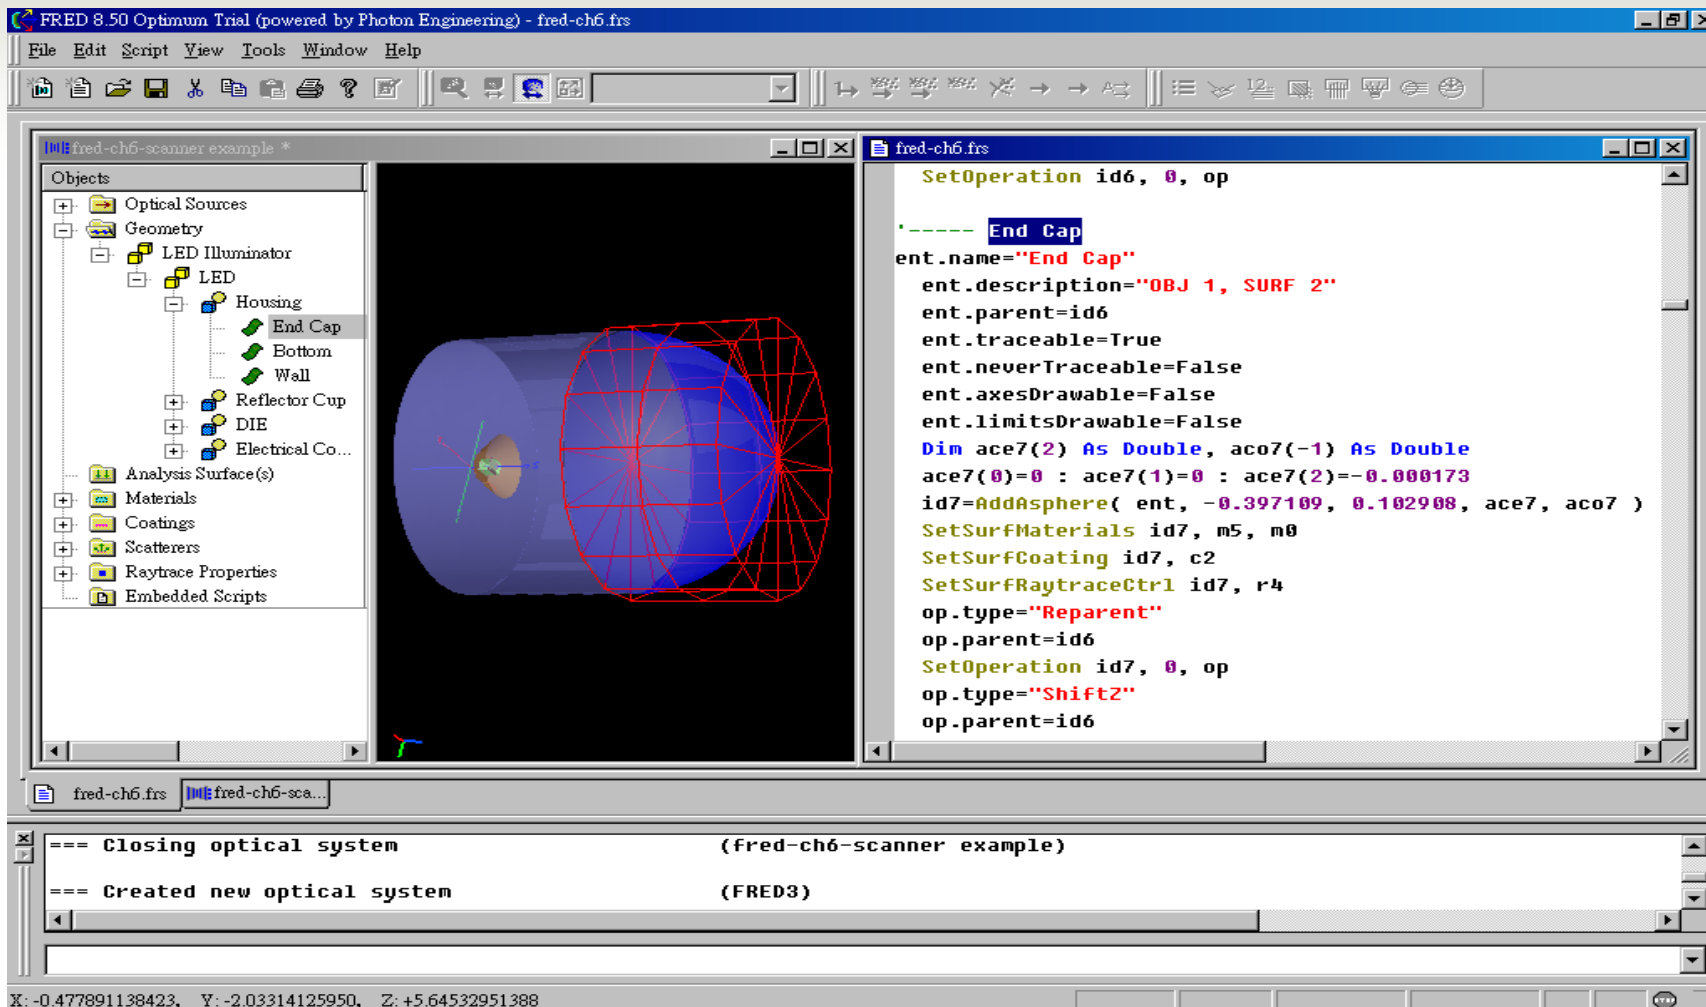 FRED 8.50 Optimum Trial (powered by Photon Engineering) - fred-ch6.frs
File Edit Script View Tools Window Help
fred-ch6-scanner example *
Objects
Optical Sources
Geometry
LED Illuminator
LED
Housing
End Cap
Bottom
Wall
Reflector Cup
DIE
Electrical Co...
Analysis Surface(s)
Materials
Coatings
Scatterers
Raytrace Properties
Embedded Scripts
fred-ch6.frs
SetOperation id6, 0, op
'----- End Cap
ent.name="End Cap"
ent.description="OBJ 1, SURF 2"
ent.parent=id6
ent.traceable=True
ent.neverTraceable=False
ent.axesDrawable=False
ent.limitsDrawable=False
Dim ace7(2) As Double, aco7(-1) As Double
ace7(0)=0 : ace7(1)=0 : ace7(2)=-0.000173
id7=AddAsphere( ent, -0.397109, 0.102908, ace7, aco7 )
SetSurfMaterials id7, m5, m0
SetSurfCoating id7, c2
SetSurfRaytraceCtrl id7, r4
op.type="Reparent"
op.parent=id6
SetOperation id7, 0, op
op.type="ShiftZ"
op.parent=id6
fred-ch6.frs fred-ch6-sca...
=== Closing optical system (fred-ch6-scanner example)
=== Created new optical system (FRED3)
X: -0.477891138423, Y: -2.03314125950, Z: +5.64532951388